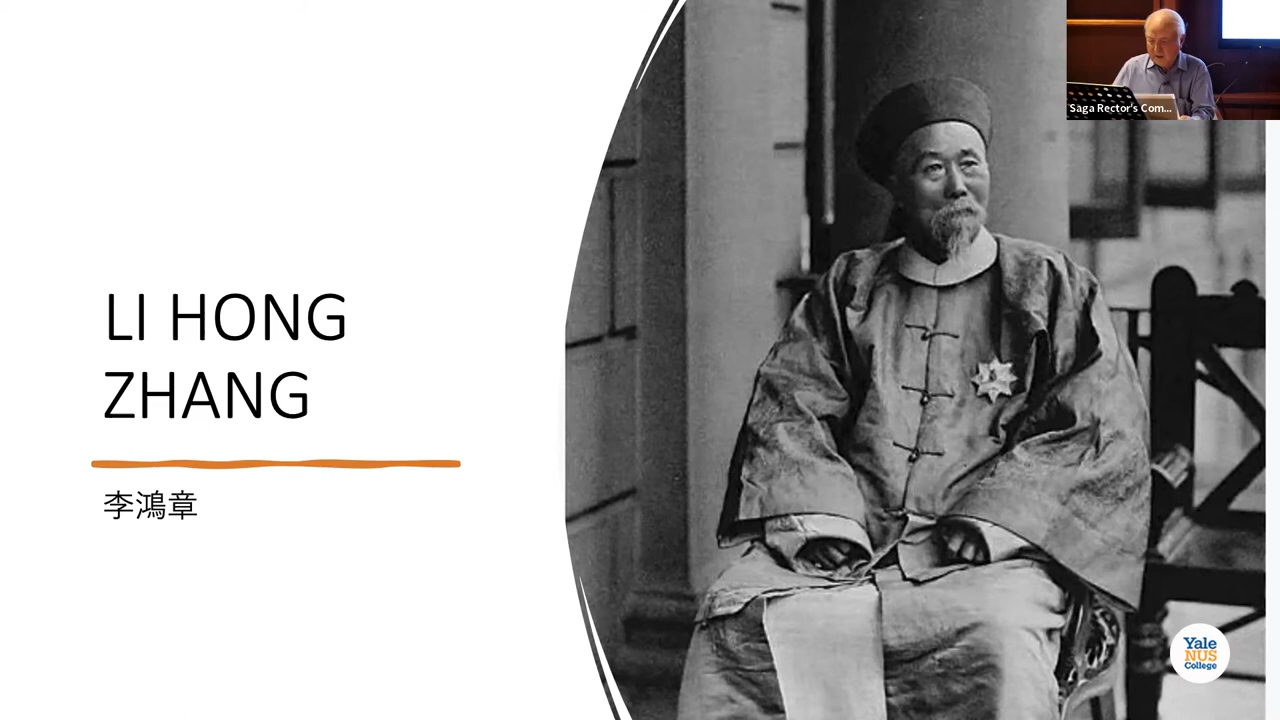 LI HONG
ZHANG
李鴻章
Saga Rector's Com...
Yale
NUS
College